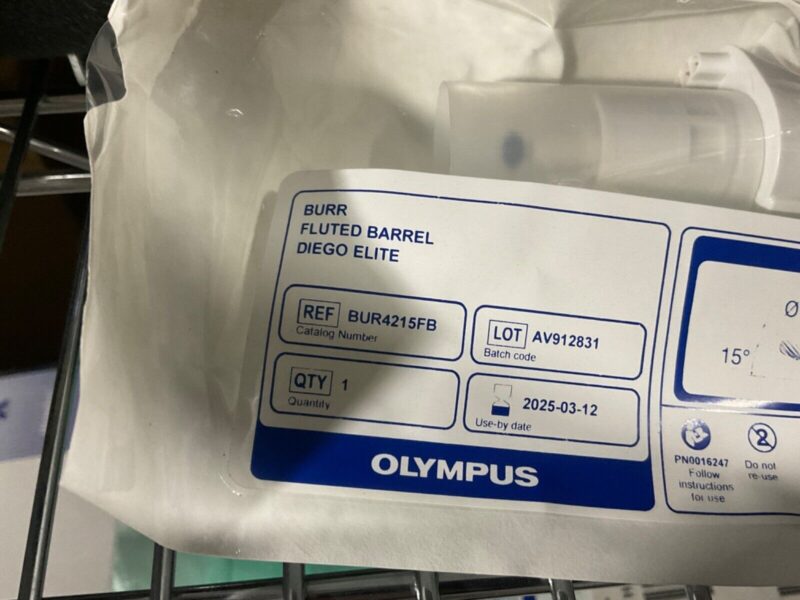 BURR
FLUTED BARREL
DIEGO ELITE
REF BUR4215FB
Catalog Number
LOT AV912831
Batch code
QTY 1
Quantity
2025-03-12
Use-by date
OLYMPUS
Ø
15°
PN0016247
Follow
instructions
for use
2
Do not
re-use